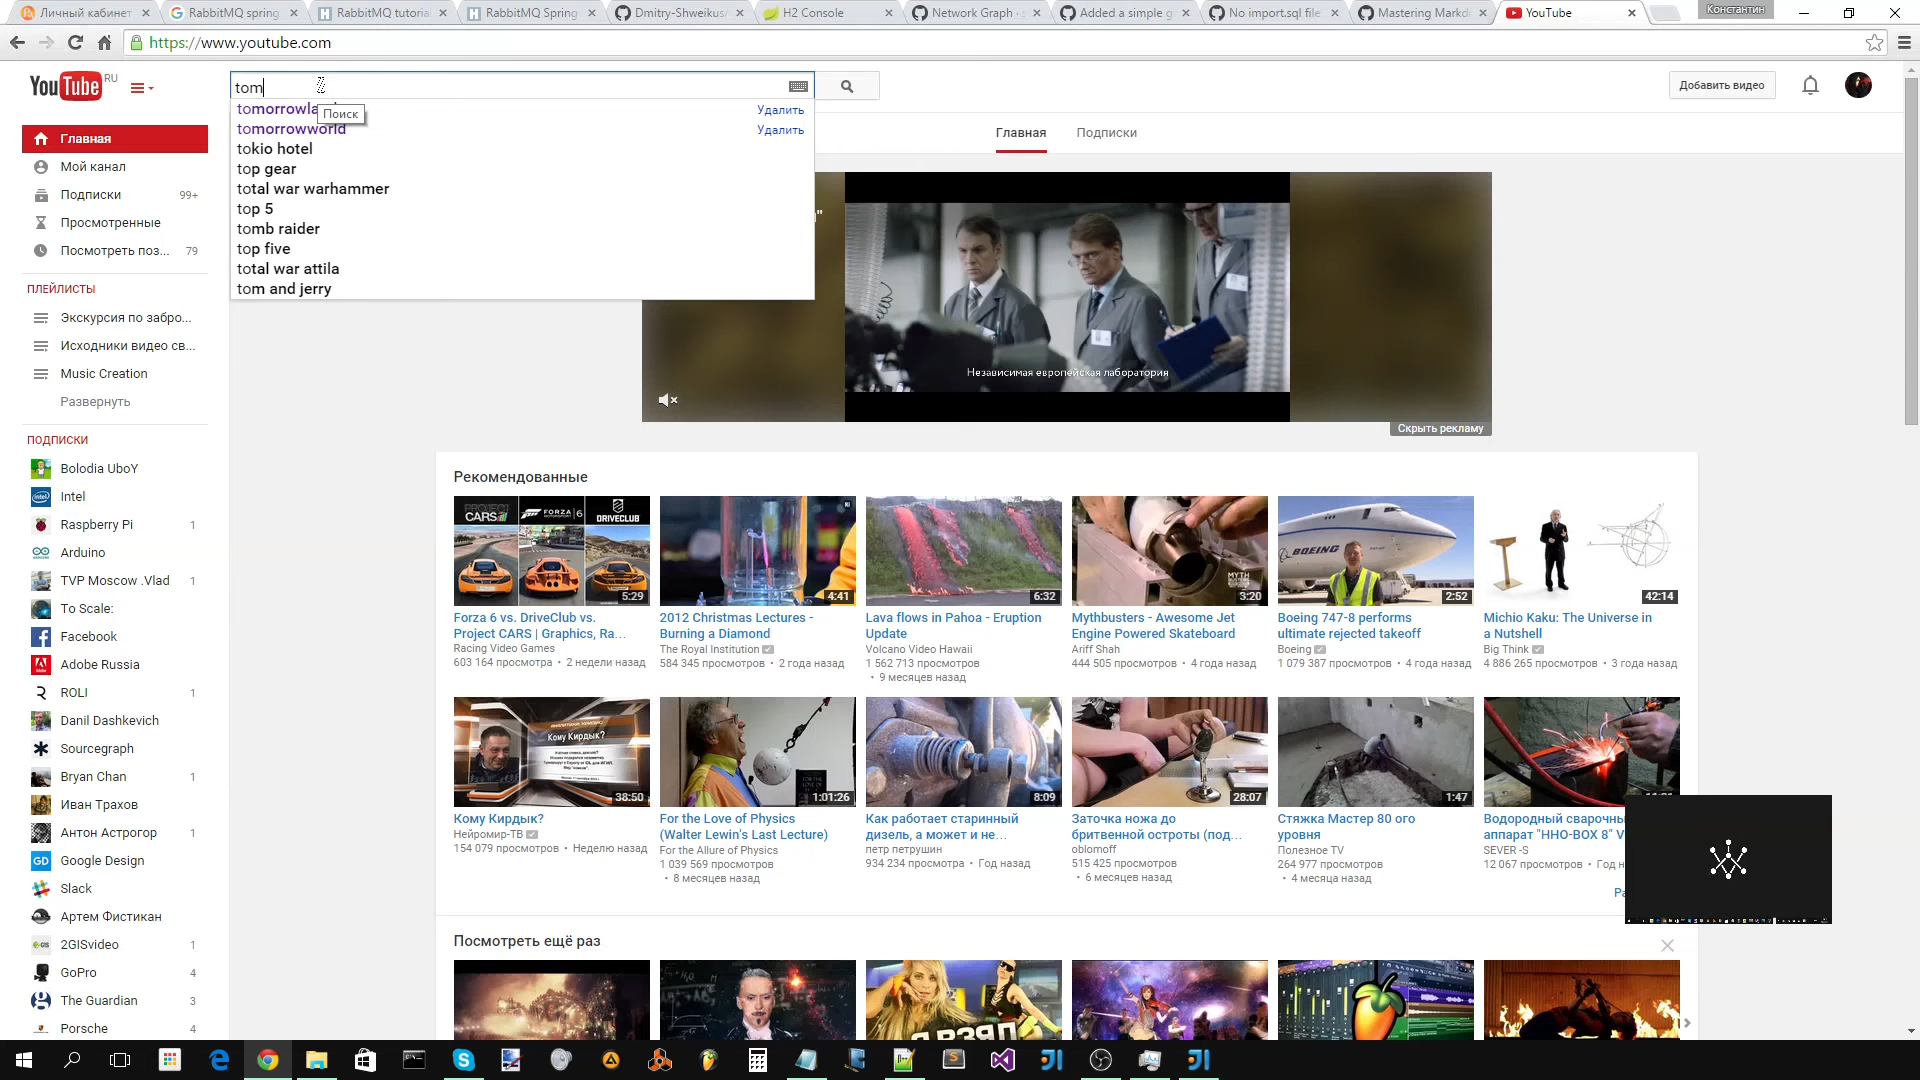 Личный кабинет
RabbitMQ spring
RabbitMQ tutoria
RabbitMQ Spring
Dmitry-Shweikus/
H2 Console
Network Graph ·
Added a simple g
No import.sql file
Mastering Markd
YouTube
Константин
https://www.youtube.com
YouTube RU
tom
Добавить видео
tomorrowla
Удалить
Поиск
tomorrowworld
Удалить
tokio hotel
top gear
total war warhammer
top 5
tomb raider
top five
total war attila
tom and jerry
Главная
Подписки
Главная
Мой канал
Подписки 99+
Просмотренные
Посмотреть поз... 79
ПЛЕЙЛИСТЫ
Экскурсия по забро...
Исходники видео св...
Music Creation
Развернуть
ПОДПИСКИ
Bolodia UboY
Intel
Raspberry Pi 1
Arduino
TVP Moscow .Vlad 1
To Scale:
Facebook
Adobe Russia
ROLI 1
Danil Dashkevich
Sourcegraph
Bryan Chan 1
Иван Трахов
Антон Астрогор 1
Google Design
Slack
Артем Фистикан
2GISvideo 1
GoPro 4
The Guardian 3
Porsche 4
Независимая европейская лаборатория
Скрыть рекламу
Рекомендованные
PROJECT CARS FORZA MOTORSPORT 6 DRIVECLUB
5:29
Forza 6 vs. DriveClub vs.
Project CARS | Graphics, Ra...
Racing Video Games
603 164 просмотра • 2 недели назад
4:41
2012 Christmas Lectures -
Burning a Diamond
The Royal Institution
584 345 просмотров • 2 года назад
6:32
Lava flows in Pahoa - Eruption
Update
Volcano Video Hawaii
1 562 713 просмотров
• 9 месяцев назад
3:20
Mythbusters - Awesome Jet
Engine Powered Skateboard
Ariff Shah
444 505 просмотров • 4 года назад
BOEING
2:52
Boeing 747-8 performs
ultimate rejected takeoff
Boeing
1 079 387 просмотров • 4 года назад
42:14
Michio Kaku: The Universe in
a Nutshell
Big Think
4 886 265 просмотров • 3 года назад
Кому Кирдык?
38:50
Кому Кирдык?
Нейромир-ТВ
154 079 просмотров • Неделю назад
1:01:26
For the Love of Physics
(Walter Lewin's Last Lecture)
For the Allure of Physics
1 039 569 просмотров
• 8 месяцев назад
8:09
Как работает старинный
дизель, а может и не...
петр петрушин
934 234 просмотра • Год назад
28:07
Заточка ножа до
бритвенной остроты (под...
oblomoff
515 425 просмотров
• 6 месяцев назад
1:47
Стяжка Мастер 80 ого
уровня
Полезное TV
264 977 просмотров
• 4 месяца назад
Водородный сварочны
аппарат "HHO-BOX 8" V
SEVER -S
12 067 просмотров • Год н
Ра
Посмотреть ещё раз
Я ВЗЯЛ